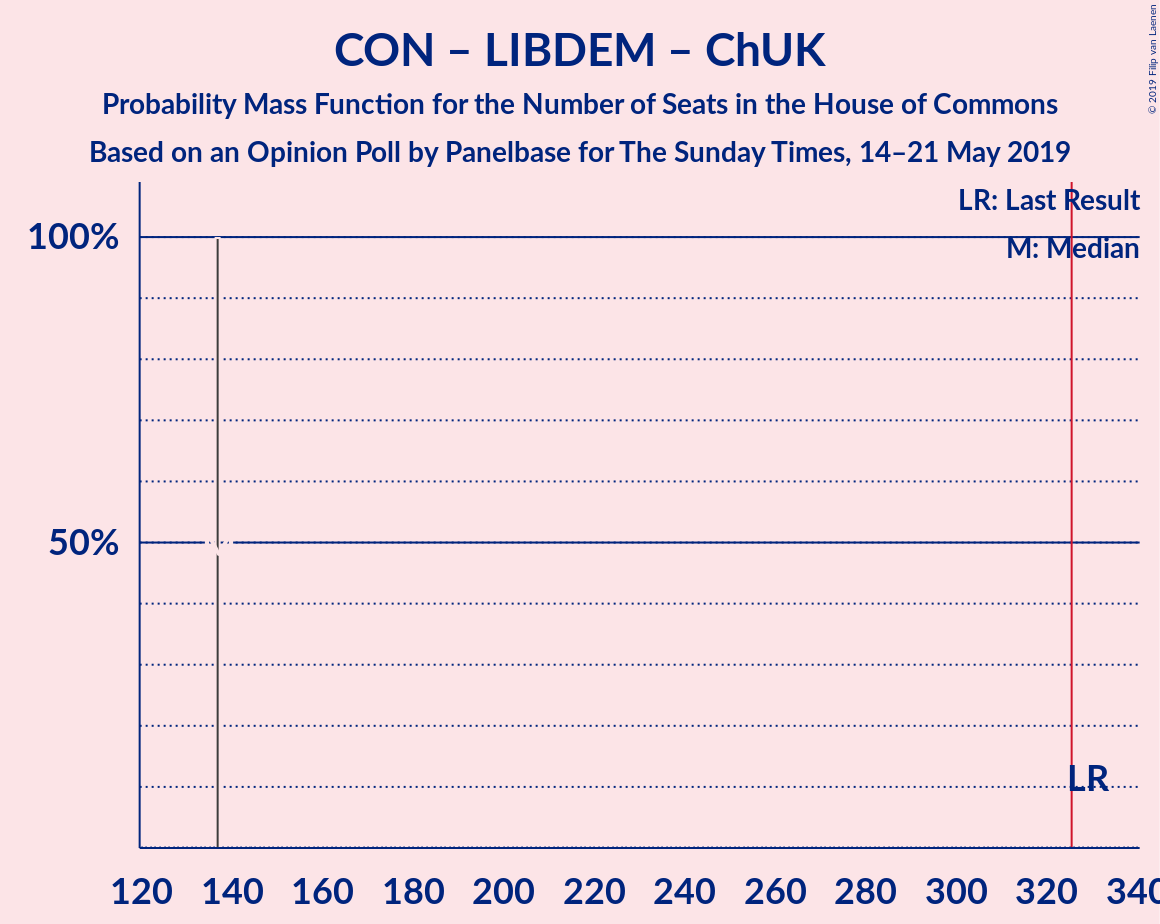 CON – LIBDEM – ChUK
Probability Mass Function for the Number of Seats in the House of Commons
Based on an Opinion Poll by Panelbase for The Sunday Times, 14–21 May 2019
© 2019 Filip van Laenen
LR: Last Result
M: Median
100%
50%
M
LR
120 140 160 180 200 220 240 260 280 300 320 340